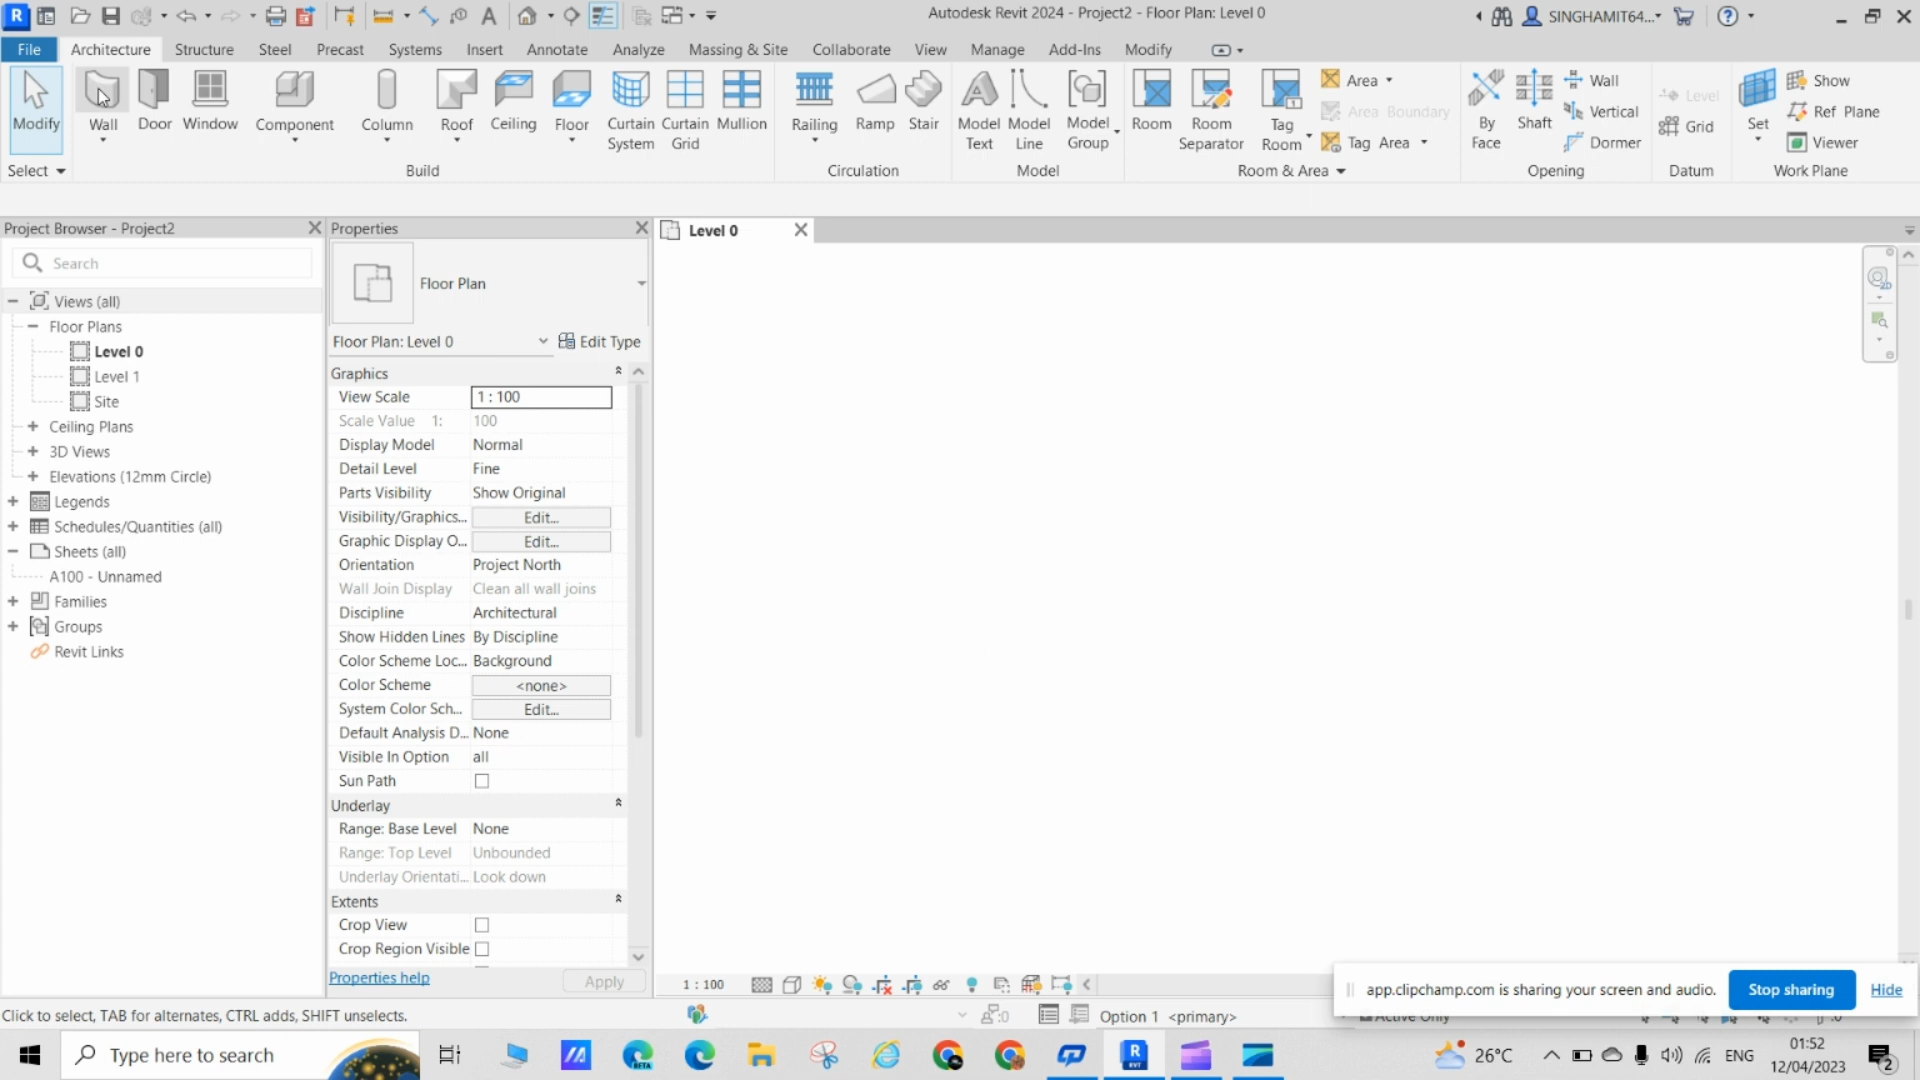 Autodesk Revit 2024 - Project2 - Floor Plan: Level 0
SINGHAMIT64...
File Architecture Structure Steel Precast Systems Insert Annotate Analyze Massing & Site Collaborate View Manage Add-Ins Modify
Modify Wall Door Window Component Column Roof Ceiling Floor Curtain System Curtain Grid Mullion Railing Ramp Stair Model Text Model Line Model Group Room Room Separator Tag Room Area Area Boundary Tag Area By Face Shaft Wall Vertical Dormer Level Grid Set Show Ref Plane Viewer
Select Build Circulation Model Room & Area Opening Datum Work Plane
Project Browser - Project2
Search
Views (all)
Floor Plans
Level 0
Level 1
Site
Ceiling Plans
3D Views
Elevations (12mm Circle)
Legends
Schedules/Quantities (all)
Sheets (all)
A100 - Unnamed
Families
Groups
Revit Links
Properties
Floor Plan
Floor Plan: Level 0 Edit Type
Graphics
View Scale 1 : 100
Scale Value 1: 100
Display Model Normal
Detail Level Fine
Parts Visibility Show Original
Visibility/Graphics... Edit...
Graphic Display O... Edit...
Orientation Project North
Wall Join Display Clean all wall joins
Discipline Architectural
Show Hidden Lines By Discipline
Color Scheme Loc... Background
Color Scheme <none>
System Color Sch... Edit...
Default Analysis D... None
Visible In Option all
Sun Path
Underlay
Range: Base Level None
Range: Top Level Unbounded
Underlay Orientati... Look down
Extents
Crop View
Crop Region Visible
Properties help Apply
Level 0
2D
1 : 100
app.clipchamp.com is sharing your screen and audio. Stop sharing Hide
Click to select, TAB for alternates, CTRL adds, SHIFT unselects.
:0
Option 1 <primary>
Active Only
:0
Type here to search
BETA
R
RVT
26°C
ENG
01:52
12/04/2023
2